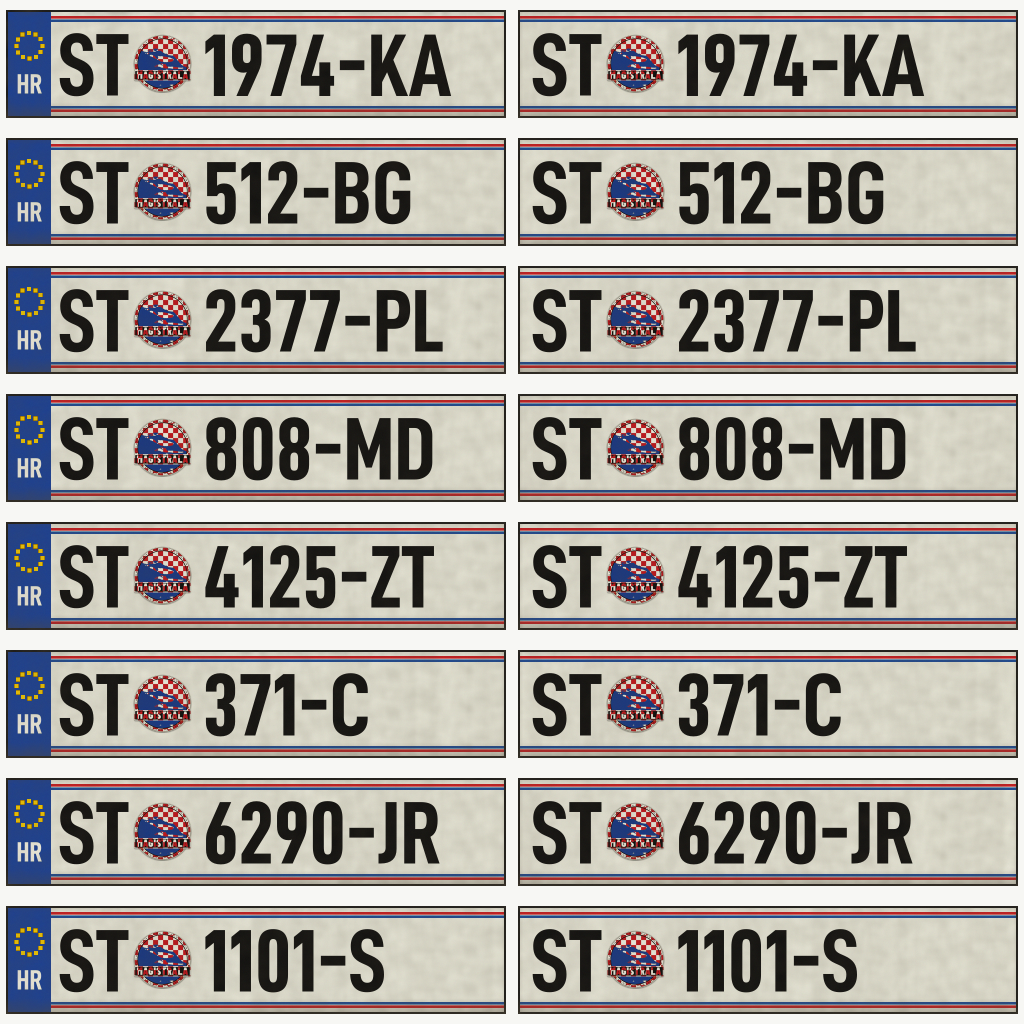 HR ST 1974-KA ST 1974-KA
HR ST 512-BG ST 512-BG
HR ST 2377-PL ST 2377-PL
HR ST 808-MD ST 808-MD
HR ST 4125-ZT ST 4125-ZT
HR ST 371-C ST 371-C
HR ST 6290-JR ST 6290-JR
HR ST 1101-S ST 1101-S